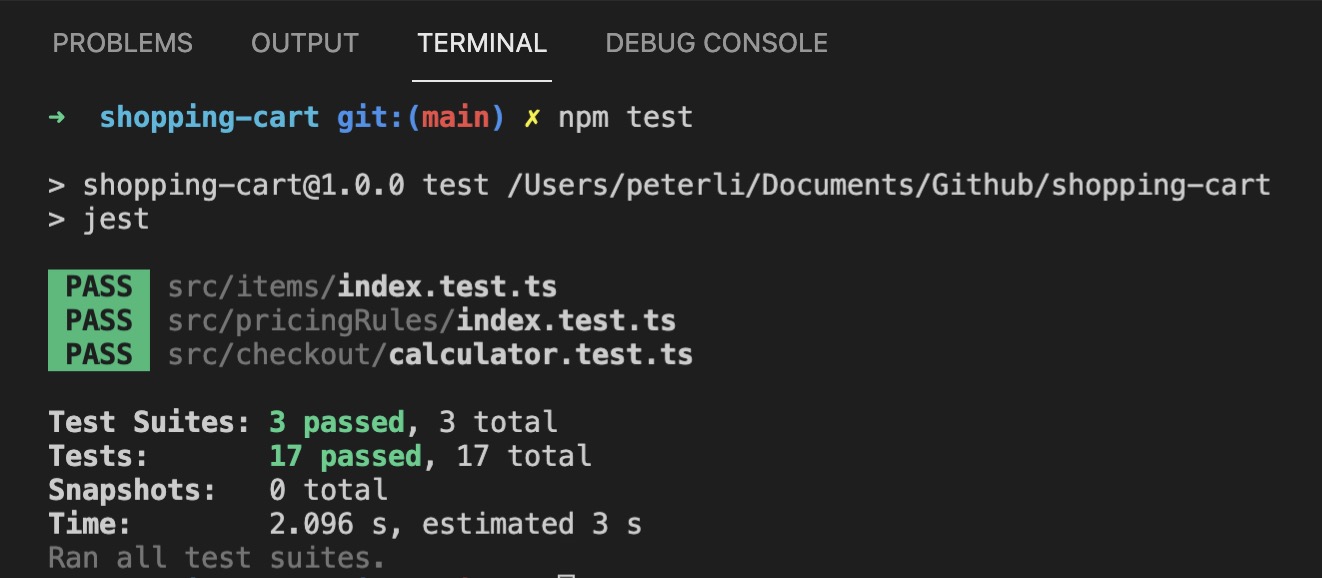 PROBLEMS OUTPUT TERMINAL DEBUG CONSOLE
➜ shopping-cart git:(main) ✗ npm test
> shopping-cart@1.0.0 test /Users/peterli/Documents/Github/shopping-cart
> jest
PASS src/items/index.test.ts
PASS src/pricingRules/index.test.ts
PASS src/checkout/calculator.test.ts
Test Suites: 3 passed, 3 total
Tests: 17 passed, 17 total
Snapshots: 0 total
Time: 2.096 s, estimated 3 s
Ran all test suites.